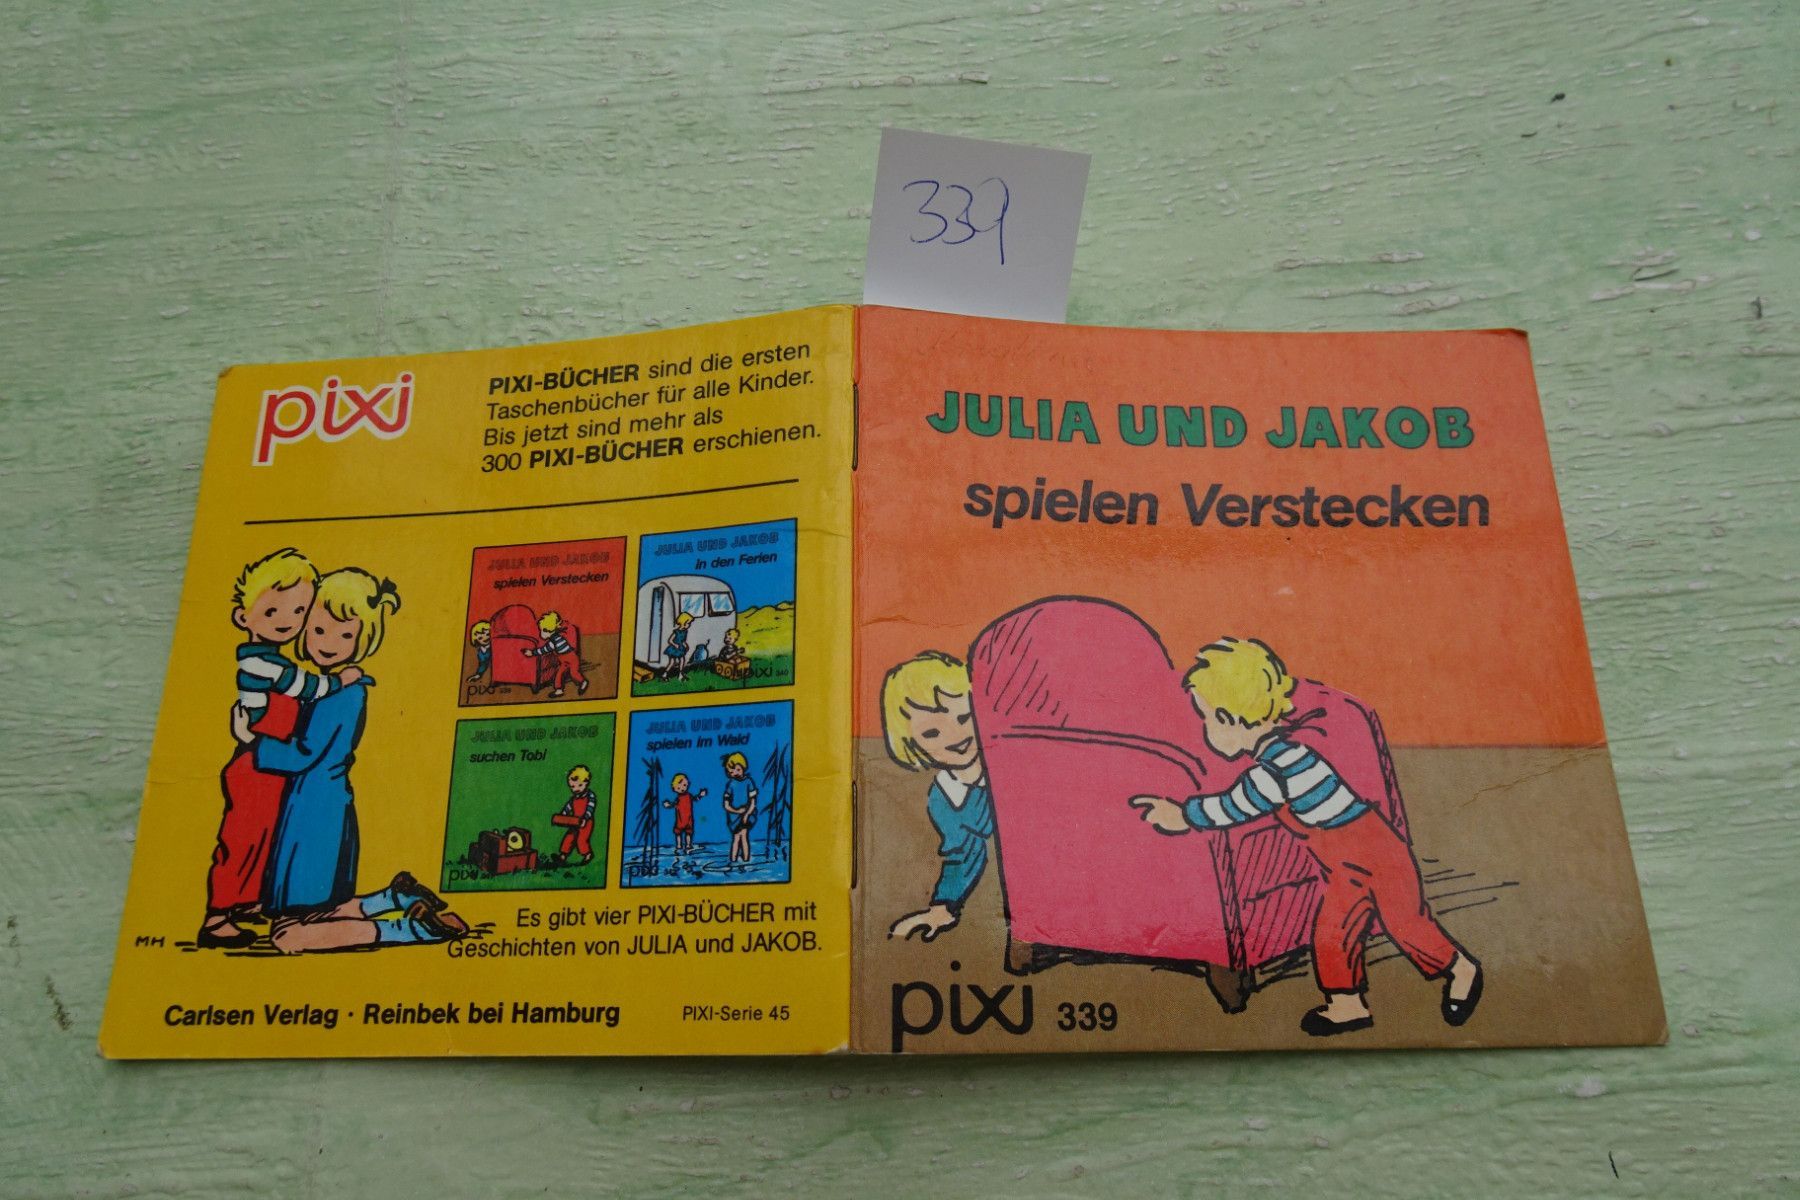 339
pixi
PIXI-BÜCHER sind die ersten
Taschenbücher für alle Kinder.
Bis jetzt sind mehr als
300 PIXI-BÜCHER erschienen.
JULIA UND JAKOB
spielen Verstecken
pixi 339
JULIA UND JAKOB
in den Ferien
pixi 340
JULIA UND JAKOB
suchen Tobi
pixi
JULIA UND JAKOB
spielen im Wald
pixi
MH
Es gibt vier PIXI-BÜCHER mit
Geschichten von JULIA und JAKOB.
Carlsen Verlag · Reinbek bei Hamburg
PIXI-Serie 45
JULIA UND JAKOB
spielen Verstecken
pixi 339